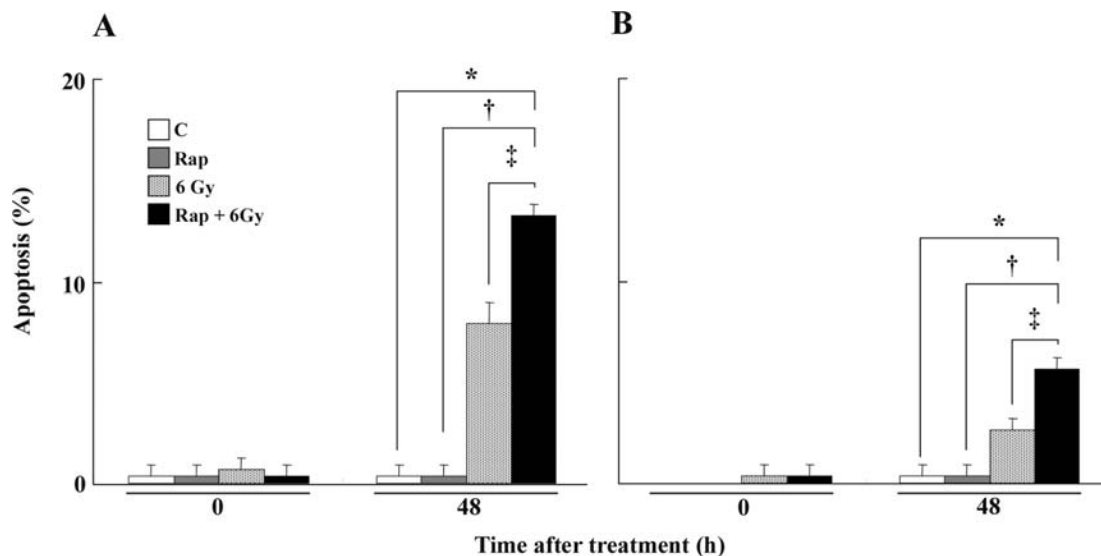 A
B
20
*
†
‡
C
Rap
6 Gy
Rap + 6Gy
*
†
‡
10
0
Apoptosis (%)
0
48
0
48
Time after treatment (h)